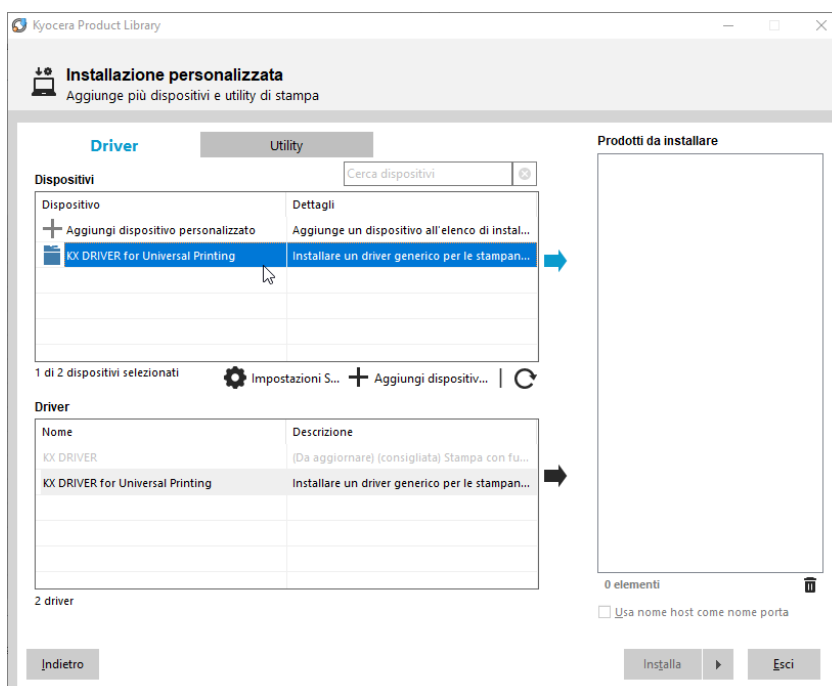 Kyocera Product Library
Installazione personalizzata
Aggiunge più dispositivi e utility di stampa
Driver
Utility
Prodotti da installare
Dispositivi
Cerca dispositivi
Dispositivo Dettagli
Aggiungi dispositivo personalizzato Aggiunge un dispositivo all`elenco di instal...
KX DRIVER for Universal Printing Installare un driver generico per le stampan...
1 di 2 dispositivi selezionati
Impostazioni S...
Aggiungi dispositiv...
Driver
Nome Descrizione
KX DRIVER (Da aggiornare) (consigliata) Stampa con fu...
KX DRIVER for Universal Printing Installare un driver generico per le stampan...
2 driver
0 elementi
Usa nome host come nome porta
Indietro
Installa
Esci